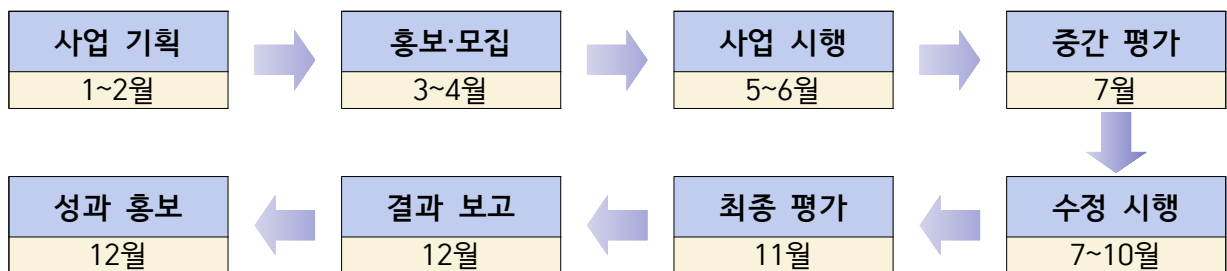 사업 기획
1~2월
홍보·모집
3~4월
사업 시행
5~6월
중간 평가
7월
수정 시행
7~10월
최종 평가
11월
결과 보고
12월
성과 홍보
12월